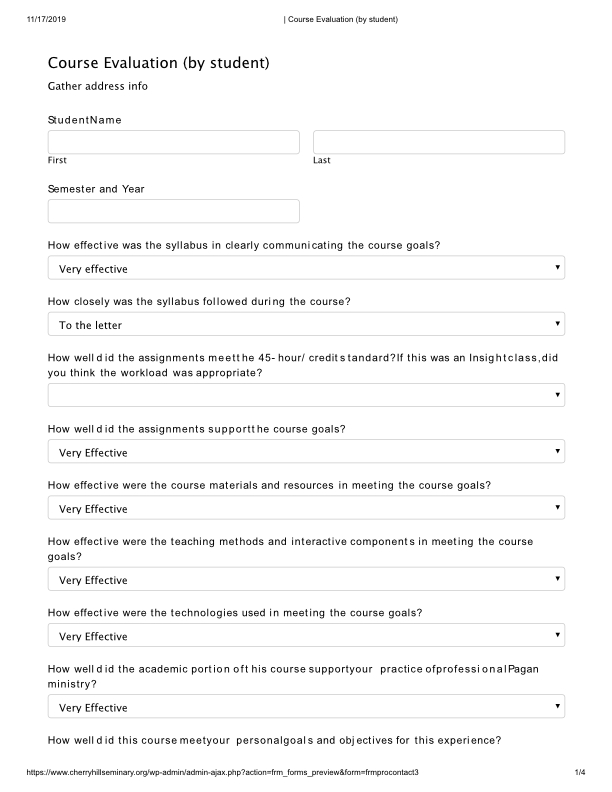 11/17/2019 | Course Evaluation (by student)
Course Evaluation (by student)
Gather address info
StudentName
First Last
Semester and Year
How effective was the syllabus in clearly communicating the course goals?
Very effective
How closely was the syllabus followed during the course?
To the letter
How well did the assignments meetthe 45-hour/ credit standard?If this was an Insightclass,did
you think the workload was appropriate?
How well did the assignments supportthe course goals?
Very Effective
How effective were the course materials and resources in meeting the course goals?
Very Effective
How effective were the teaching methods and interactive components in meeting the course
goals?
Very Effective
How effective were the technologies used in meeting the course goals?
Very Effective
How well did the academic portion oft his course supportyour practice ofprofessionalPagan
ministry?
Very Effective
How well did this course meetyour personalgoals and objectives for this experience?
https://www.cherryhillseminary.org/wp-admin/admin-ajax.php?action=frm_forms_preview&form=frmprocontact3 1/4